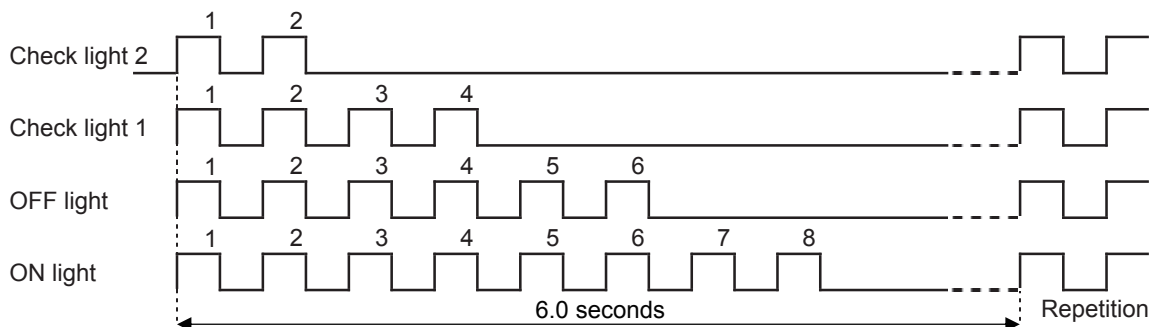 1 2
Check light 2
1 2 3 4
Check light 1
1 2 3 4 5 6
OFF light
1 2 3 4 5 6 7 8
ON light
6.0 seconds Repetition